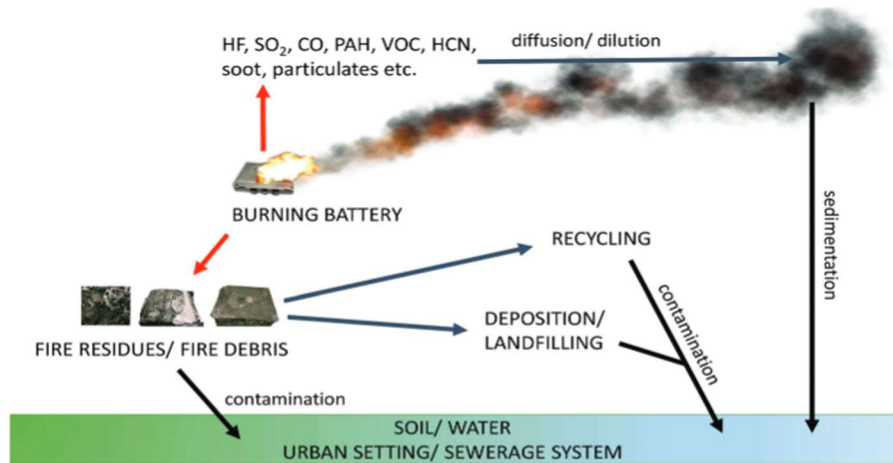 HF, SO₂, CO, PAH, VOC, HCN,
soot, particulates etc.
diffusion/ dilution
BURNING BATTERY
sedimentation
RECYCLING
contamination
DEPOSITION/
LANDFILLING
FIRE RESIDUES/ FIRE DEBRIS
contamination
SOIL/ WATER
URBAN SETTING/ SEWERAGE SYSTEM